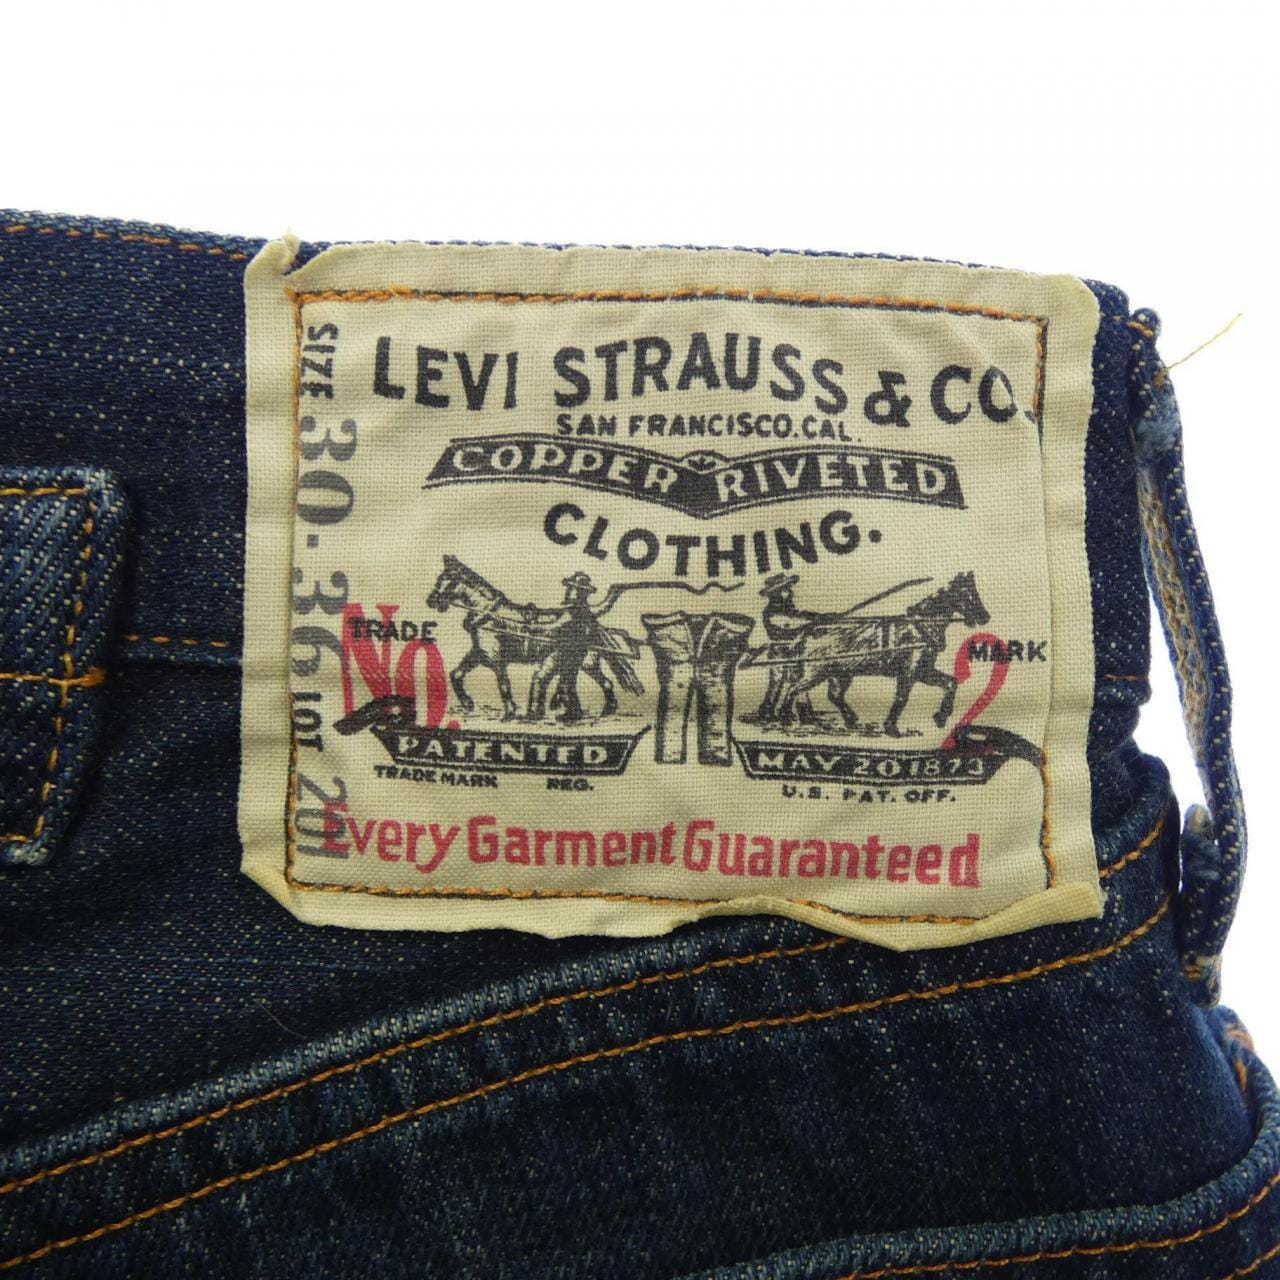 LEVI STRAUSS & CO.
SAN FRANCISCO.CAL.
COPPER RIVETED
CLOTHING.
TRADE MARK
No. 2
PATENTED MAY 20 1873
TRADE MARK REG. U.S. PAT. OFF.
Every Garment Guaranteed
SIZE 30-36 LOT 201